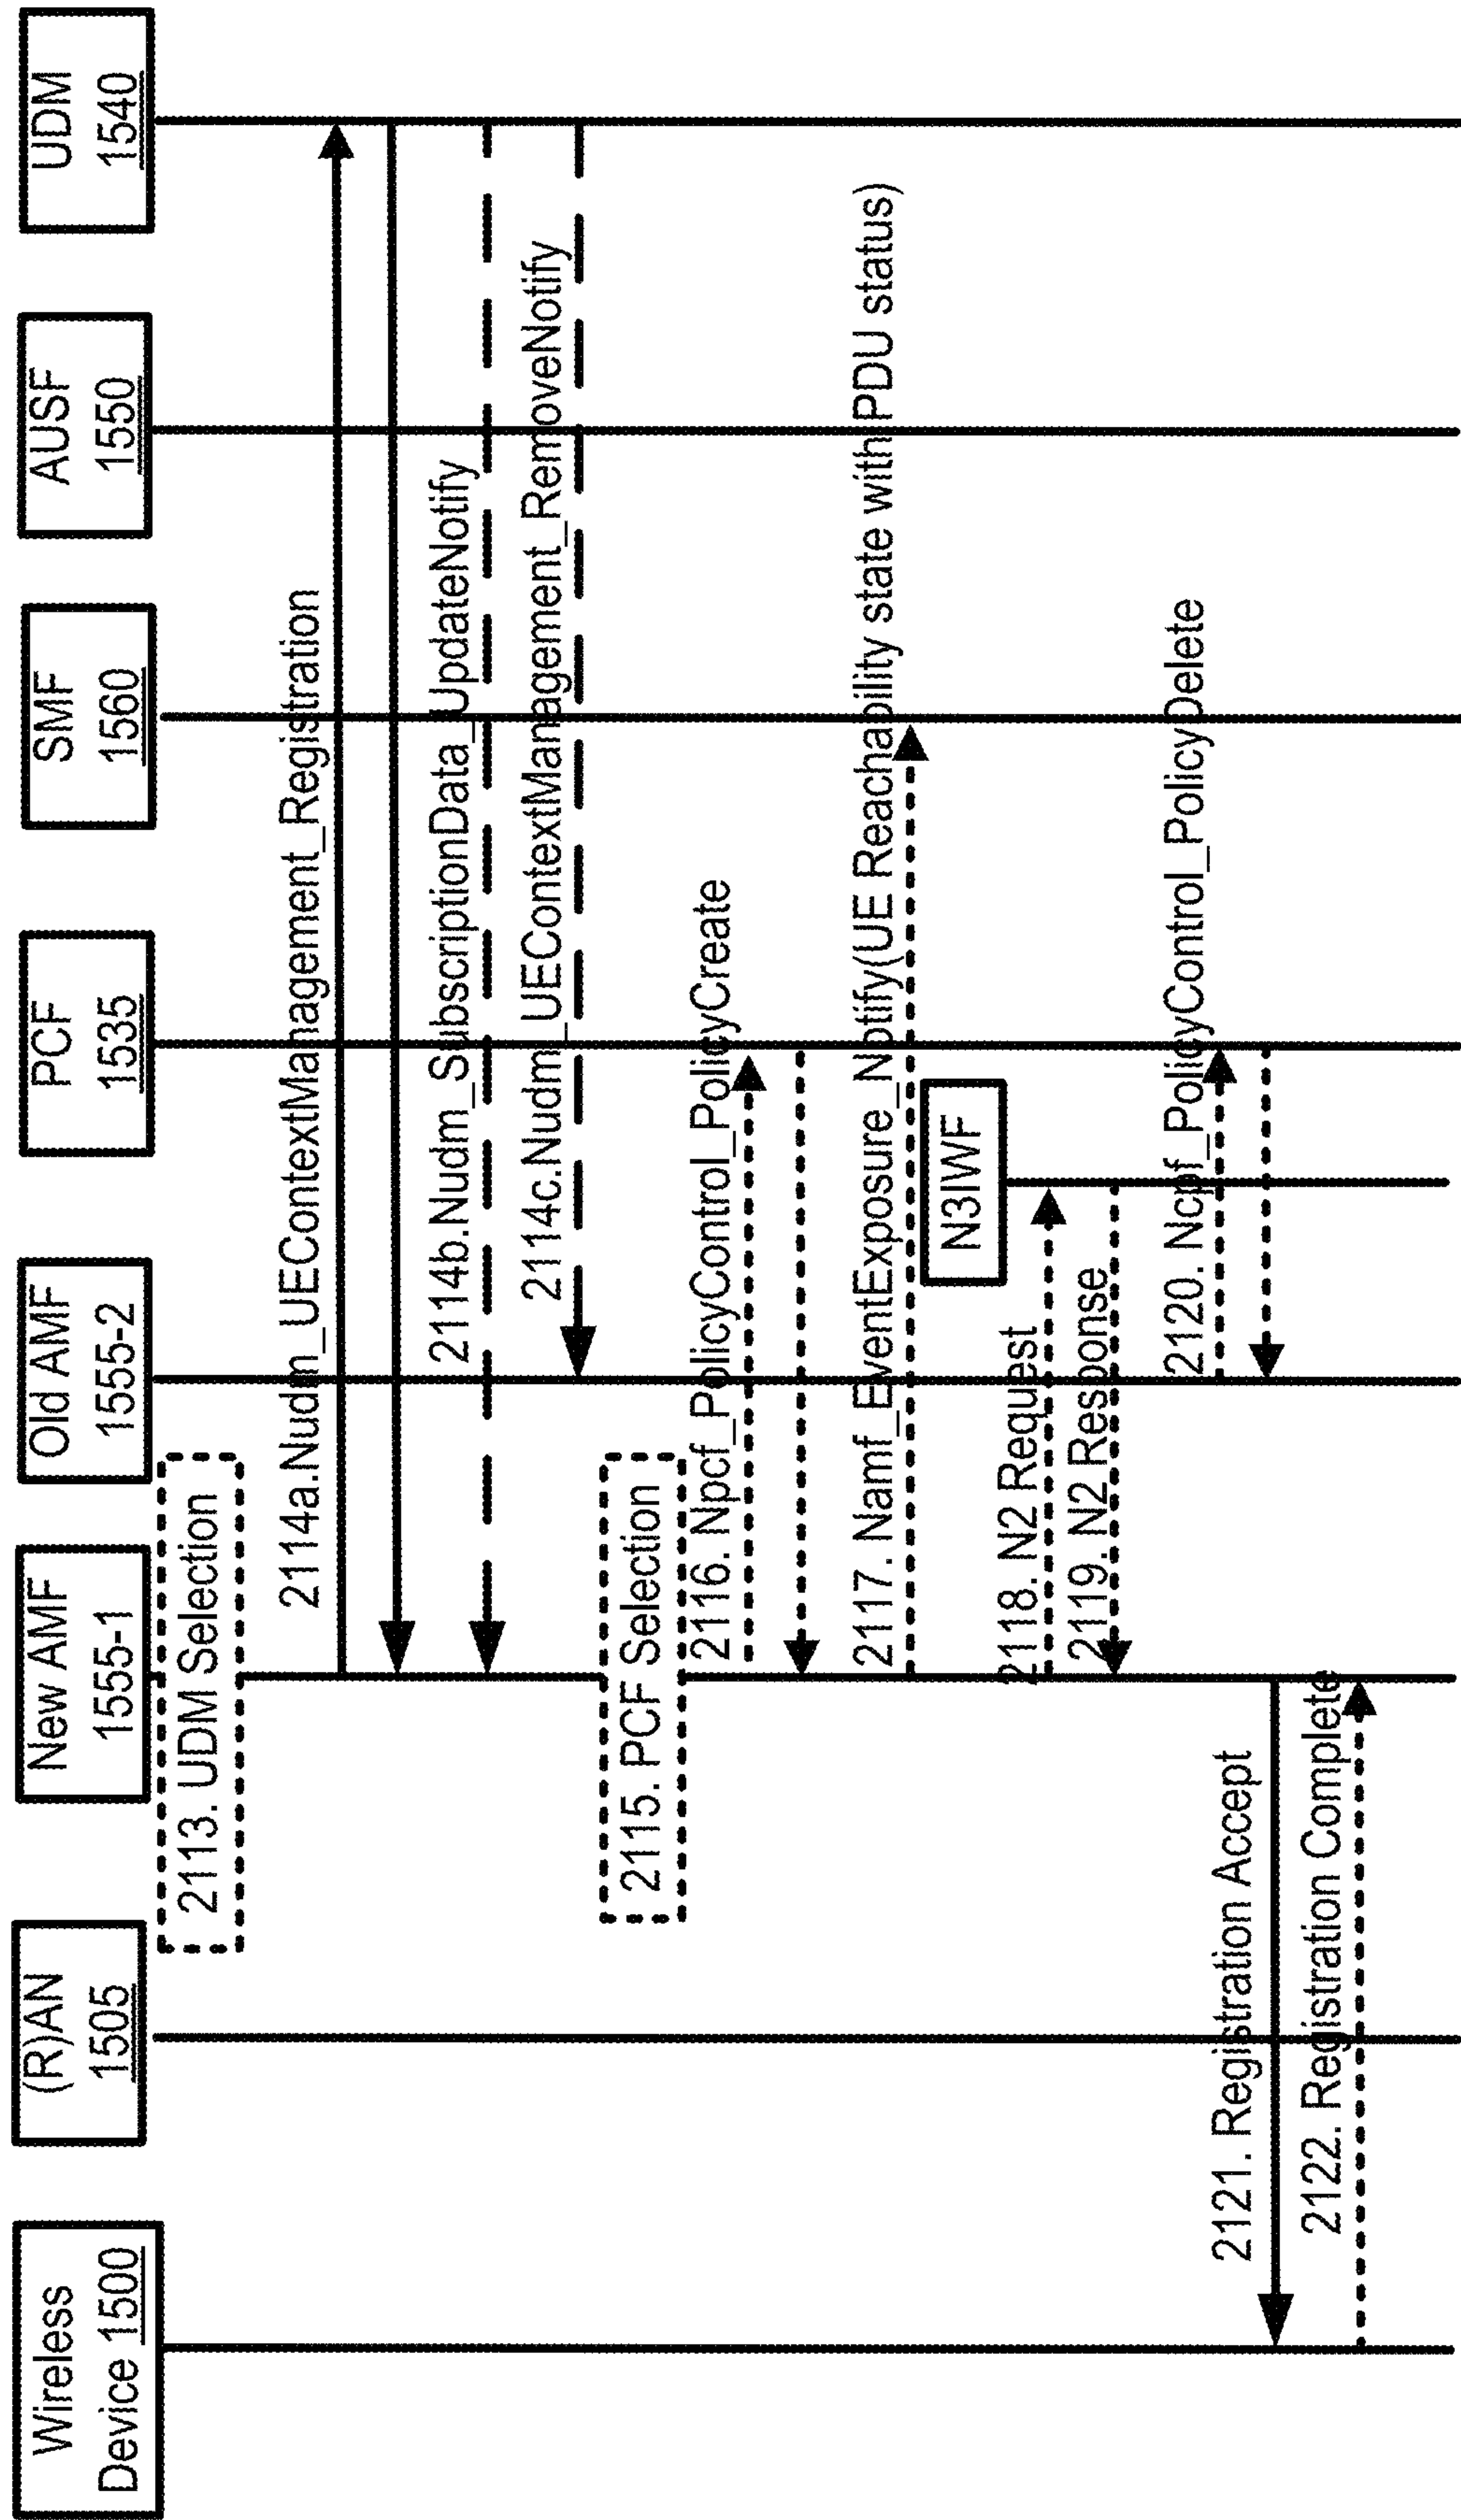 Wireless
Device 1500
(R)AN
1505
New AMF
1555-1
Old AMF
1555-2
PCF
1535
SMF
1560
AUSF
1550
UDM
1540
2113. UDM Selection
2114a.Nudm_UEContextManagement_Registration
2114b.Nudm_SubscriptionData_UpdateNotify
2114c.Nudm_UEContextManagement_RemoveNotify
2115. PCF Selection
2116. Npcf_PolicyControl_PolicyCreate
2117. Namf_EventExposure_Notify(UE Reachability state with PDU status)
N3IWF
2118. N2 Request
2119. N2 Response
2120. Ncpf_PolicyControl_PolicyDelete
2121. Registration Accept
2122. Registration Complete